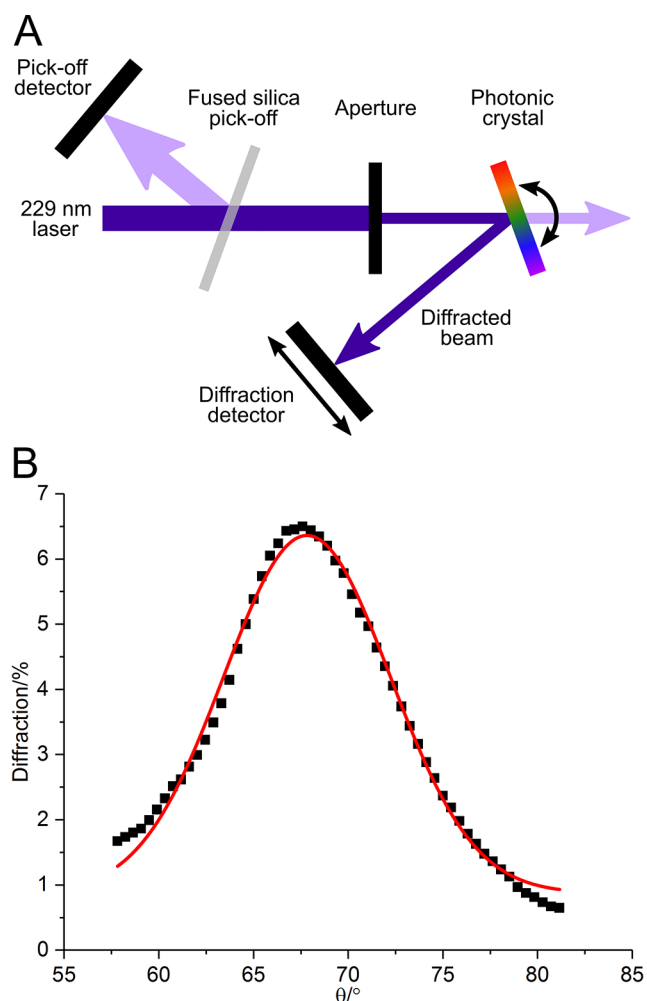 A
Pick-off
detector
Fused silica
pick-off
Aperture
Photonic
crystal
229 nm
laser
Diffracted
beam
Diffraction
detector
B
Diffraction/%
7
6
5
4
3
2
1
0
55
60
65
70
75
80
85
θ/°